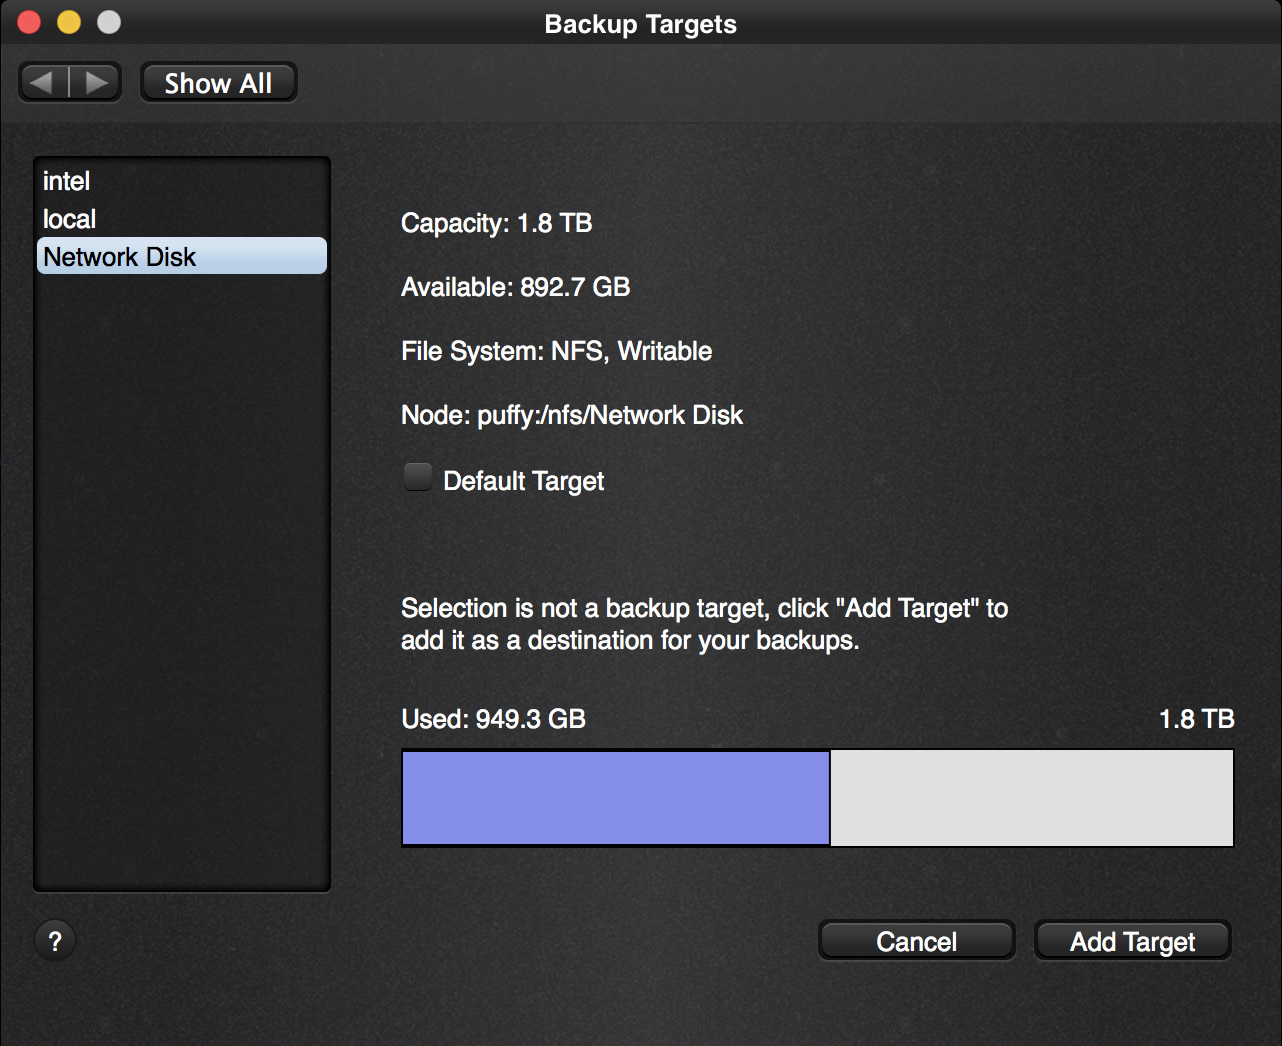 Backup Targets
Show All
intel
local
Network Disk
Capacity: 1.8 TB
Available: 892.7 GB
File System: NFS, Writable
Node: puffy:/nfs/Network Disk
Default Target
Selection is not a backup target, click "Add Target" to
add it as a destination for your backups.
Used: 949.3 GB
1.8 TB
?
Cancel
Add Target